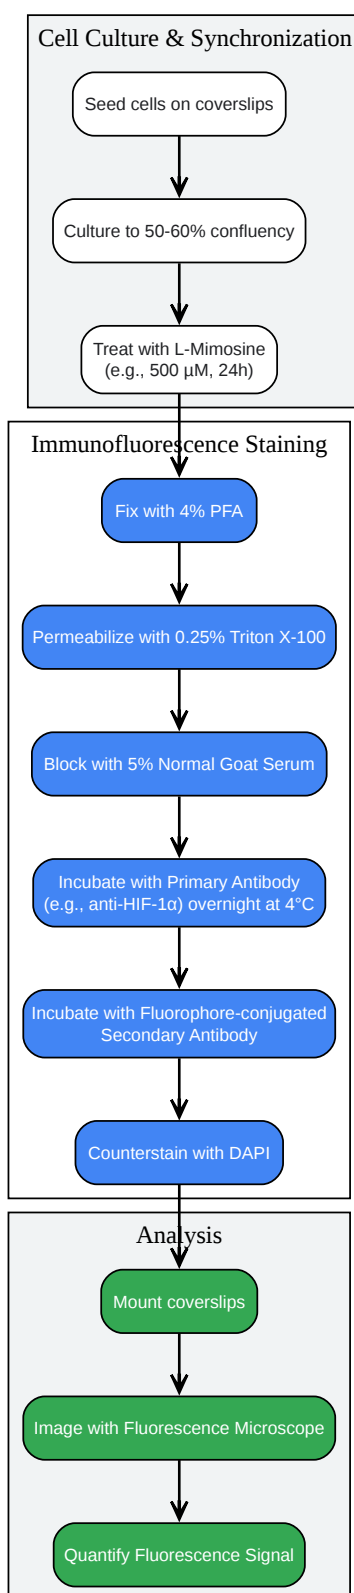 Cell Culture & Synchronization
Seed cells on coverslips
Culture to 50-60% confluency
Treat with L-Mimosine
(e.g., 500 µM, 24h)
Immunofluorescence Staining
Fix with 4% PFA
Permeabilize with 0.25% Triton X-100
Block with 5% Normal Goat Serum
Incubate with Primary Antibody
(e.g., anti-HIF-1α) overnight at 4°C
Incubate with Fluorophore-conjugated
Secondary Antibody
Counterstain with DAPI
Analysis
Mount coverslips
Image with Fluorescence Microscope
Quantify Fluorescence Signal